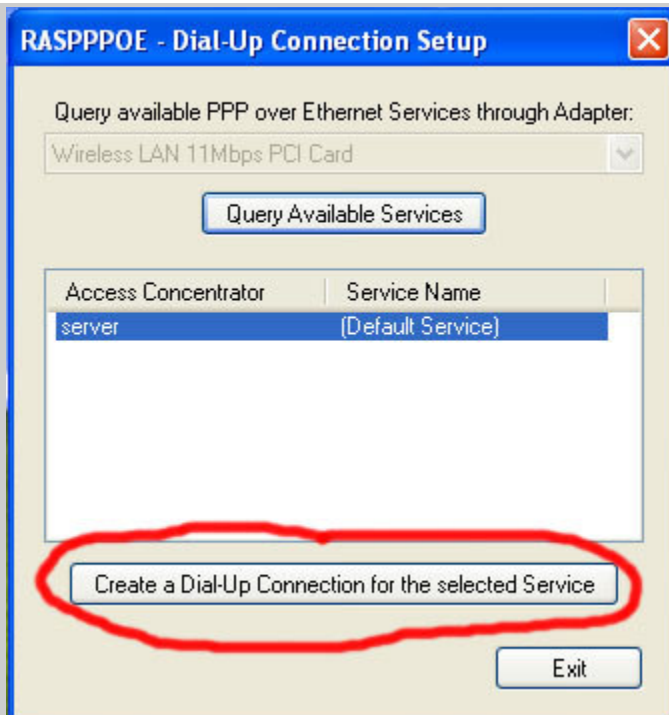 RASPPPOE - Dial-Up Connection Setup
Query available PPP over Ethernet Services through Adapter:
Wireless LAN 11Mbps PCI Card
Query Available Services
Access Concentrator Service Name
server (Default Service)
Create a Dial-Up Connection for the selected Service
Exit